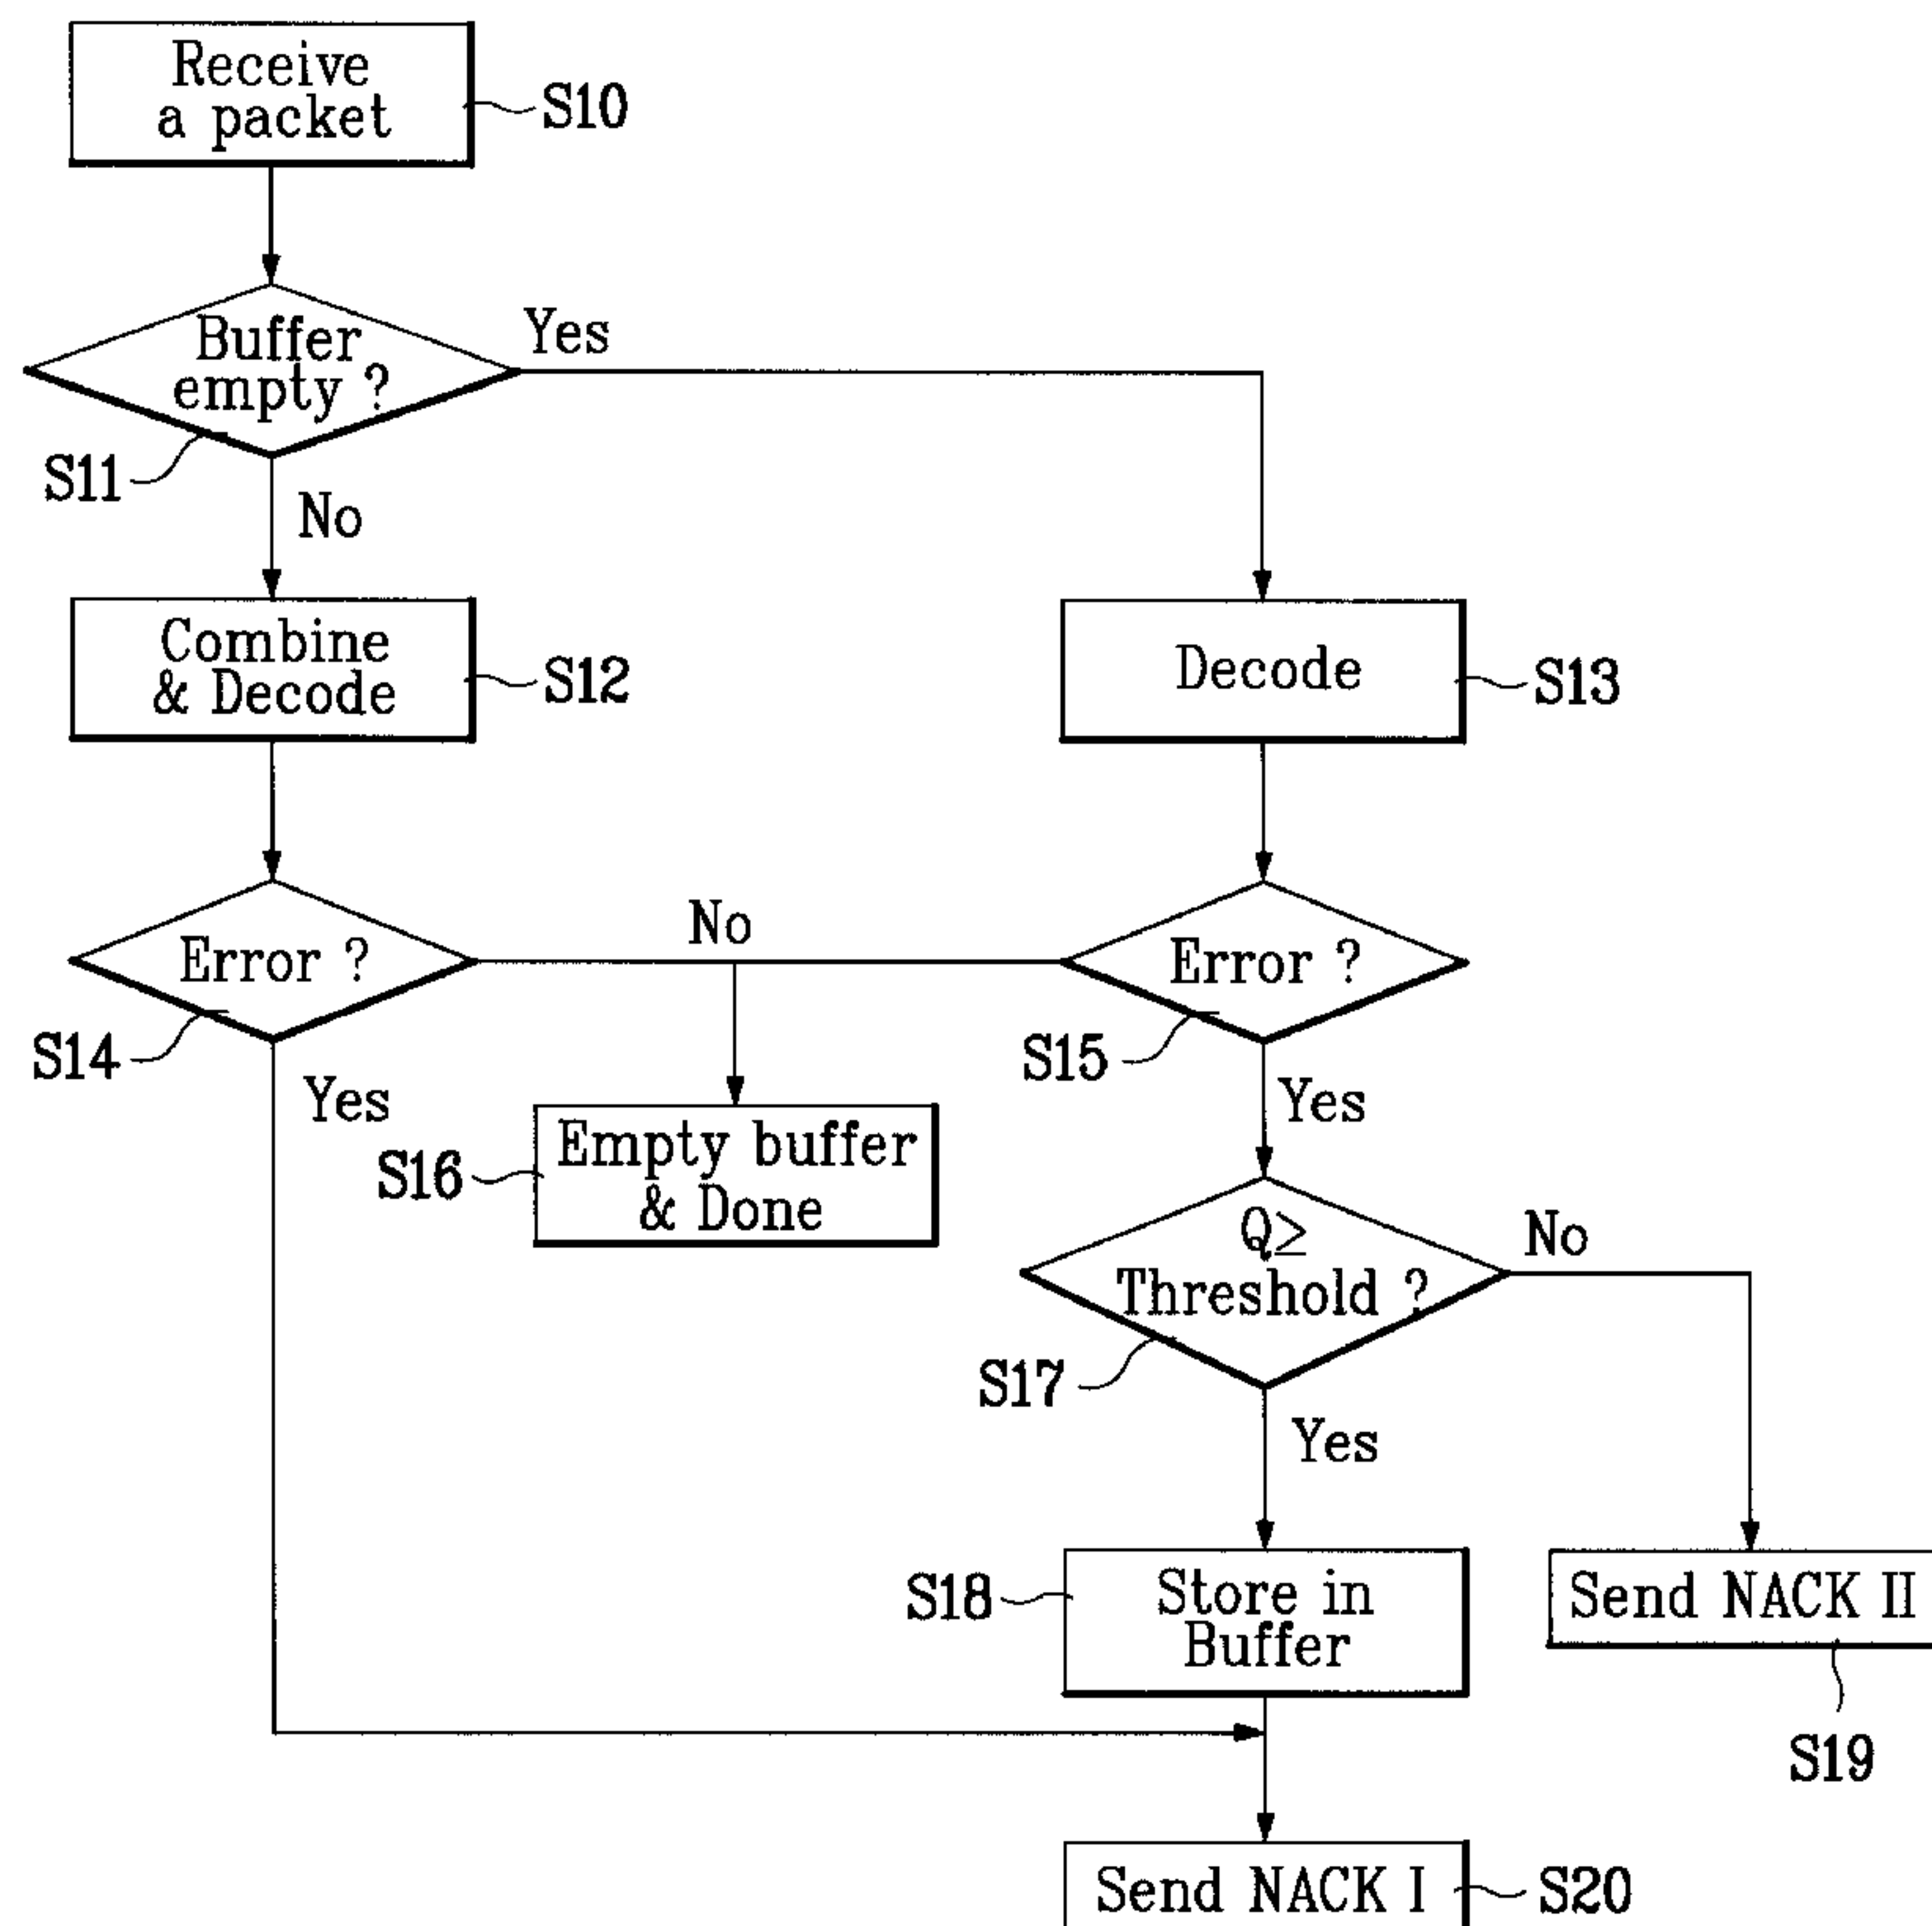 Receive
a packet
S10
Buffer
empty ?
Yes
S11
No
Combine
& Decode
S12
Decode
S13
Error ?
No
Error ?
S14
Yes
S15
Yes
Empty buffer
& Done
S16
Q≥
Threshold ?
No
S17
Yes
Store in
Buffer
S18
Send NACK II
S19
Send NACK I
S20